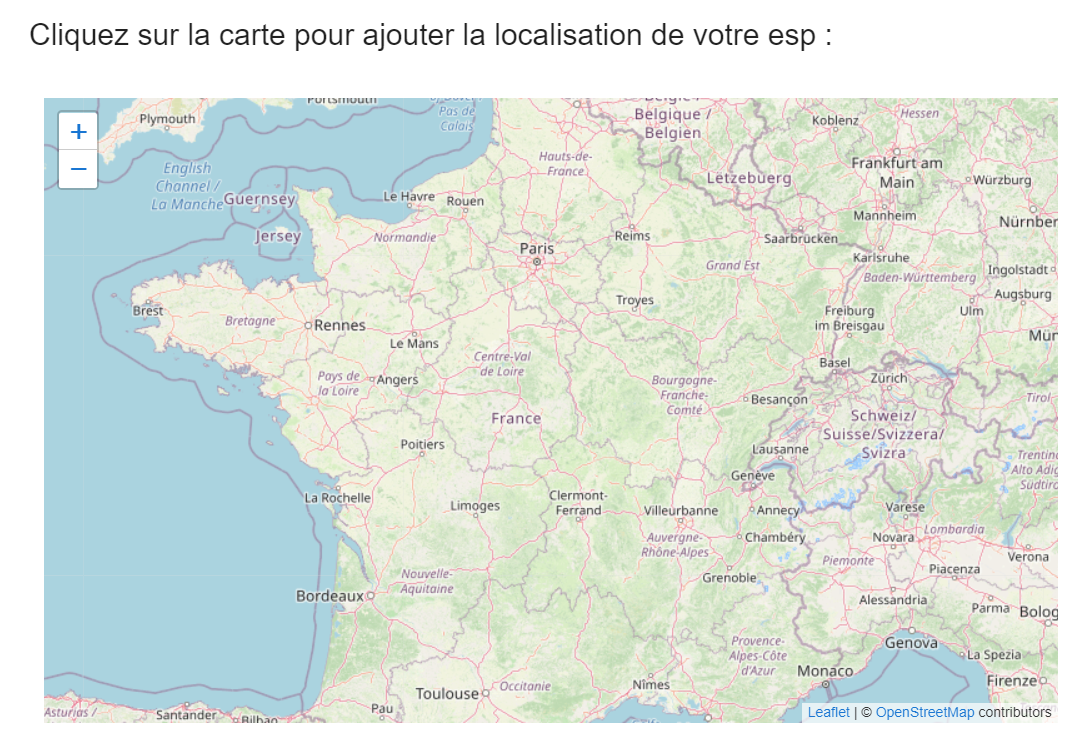 Cliquez sur la carte pour ajouter la localisation de votre esp :
+
−
Portsmouth
Pas de
Calais
Plymouth
Belgique /
Belgien
Koblenz
Hessen
English
Channel /
La Manche
Hauts-de-
France
Lëtzebuerg
Frankfurt am
Main
Würzburg
Guernsey
Le Havre
Rouen
Mannheim
Nürnber
Jersey
Normandie
Paris
Reims
Saarbrücken
Karlsruhe
Grand Est
Baden-Württemberg
Ingolstadt
Augsburg
Brest
Bretagne
Rennes
Troyes
Freiburg
im Breisgau
Ulm
Mün
Le Mans
Centre-Val
de Loire
Basel
Zürich
Pays de
la Loire
Angers
Bourgogne-
Franche-
Comté
Besançon
Tirol
France
Schweiz/
Suisse/Svizzera/
Svizra
Poitiers
Lausanne
Trentino
Alto Adig
Südtiro
Genève
La Rochelle
Limoges
Clermont-
Ferrand
Villeurbanne
Annecy
Varese
Auvergne-
Rhône-Alpes
Chambéry
Novara
Lombardia
Verona
Piemonte
Piacenza
Nouvelle-
Aquitaine
Grenoble
Bordeaux
Alessandria
Parma
Bolog
Provence-
Alpes-Côte
d'Azur
Genova
La Spezia
Monaco
Firenze
Toulouse
Occitanie
Nîmes
Pau
Asturias /
Santander
Bilbao
Leaflet | © OpenStreetMap contributors